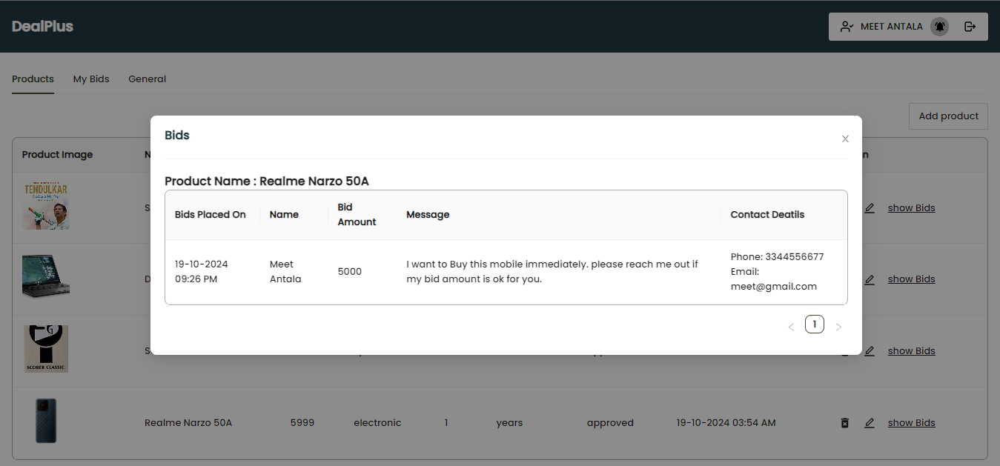 DealPlus
MEET ANTALA
Products My Bids General
Add product
Bids
Product Name : Realme Narzo 50A
Bids Placed On Name Bid Amount Message Contact Deatils
19-10-2024
09:26 PM
Meet
Antala
5000
I want to Buy this mobile immediately. please reach me out if
my bid amount is ok for you.
Phone: 3344556677
Email:
meet@gmail.com
1
Product Image
TENDULKAR
show Bids
show Bids
SCORER CLASSIC
show Bids
Realme Narzo 50A 5999 electronic 1 years approved 19-10-2024 03:54 AM show Bids